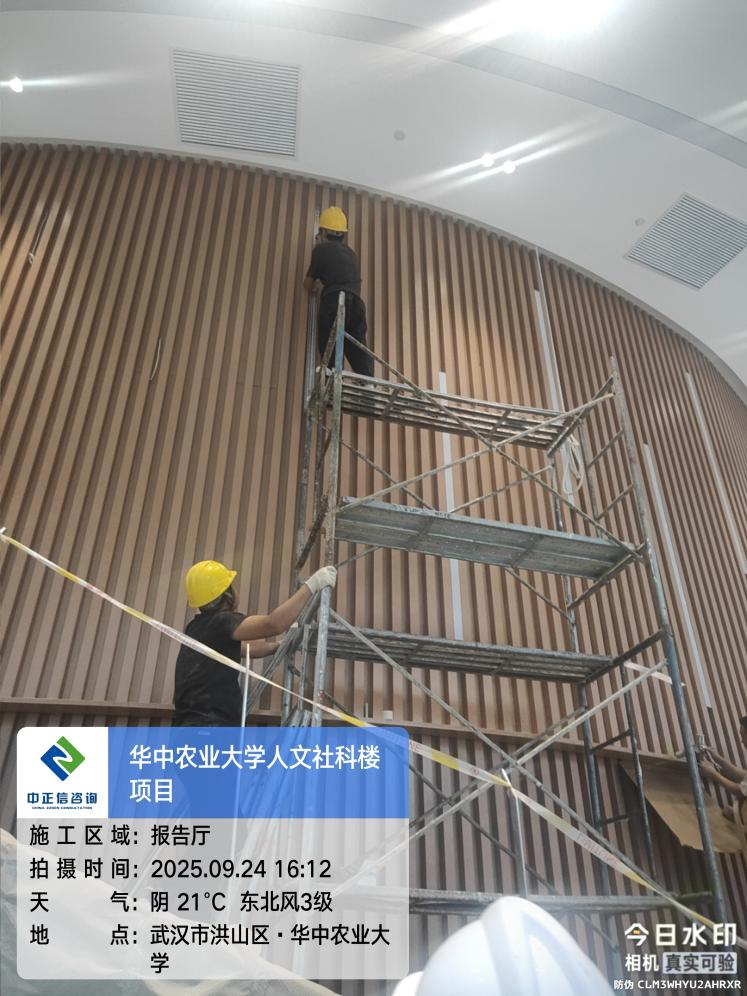 华中农业大学人文社科楼
项目
中正信咨询
CHINA ZZXIN CONSULTATION
施工区域：报告厅
拍摄时间：2025.09.24 16:12
天气：阴 21℃ 东北风3级
地点：武汉市洪山区·华中农业大
学
今日水印
相机 真实可验
防伪 CLM3WHYU2AHRXR